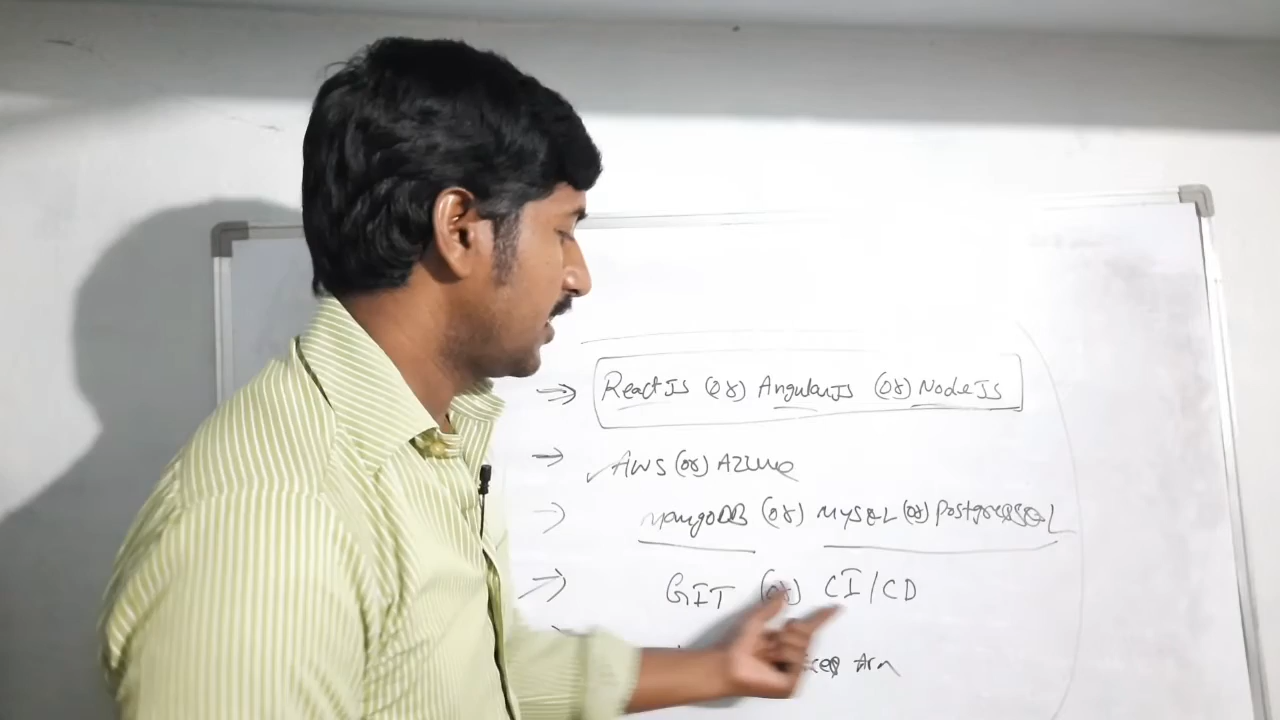 ReactJS (or) AngularJS (or) NodeJS
AWS (or) Azure
MongoDB (or) MySQL (or) PostgreSQL
GIT (or) CI/CD